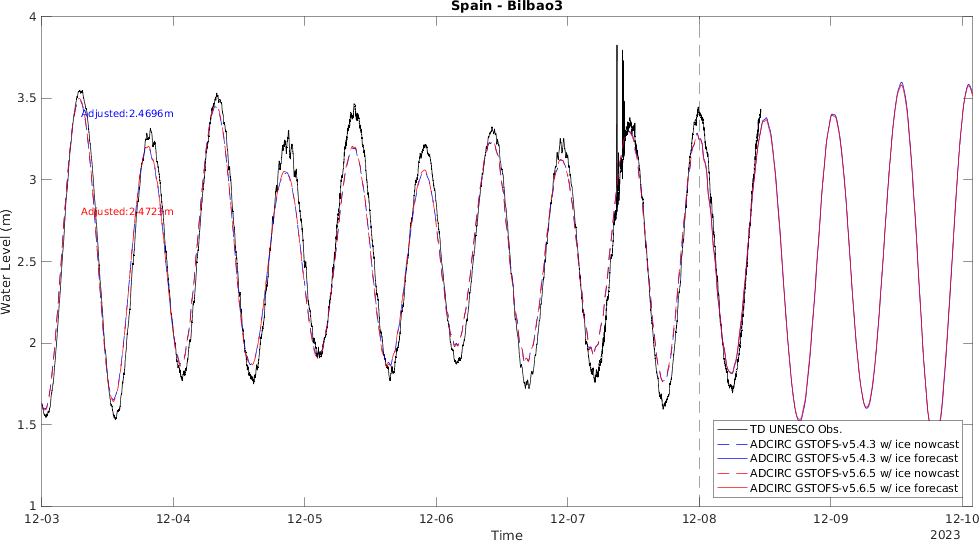 Spain - Bilbao3
4
3.5
3
2.5
2
1.5
1
Water Level (m)
Adjusted:2.4696m
Adjusted:2.4723m
TD UNESCO Obs.
ADCIRC GSTOFS-v5.4.3 w/ ice nowcast
ADCIRC GSTOFS-v5.4.3 w/ ice forecast
ADCIRC GSTOFS-v5.6.5 w/ ice nowcast
ADCIRC GSTOFS-v5.6.5 w/ ice forecast
12-03 12-04 12-05 12-06 12-07 12-08 12-09 12-10
Time
2023